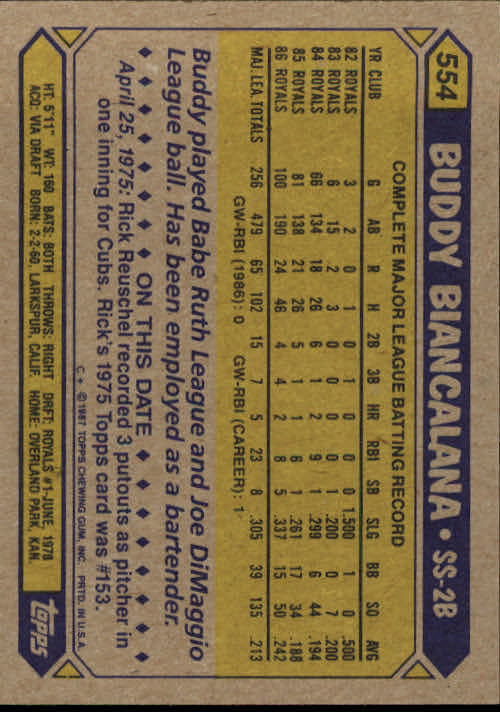 554 BUDDY BIANCALANA • SS-2B
COMPLETE MAJOR LEAGUE BATTING RECORD
YR CLUB G AB R H 2B 3B HR RBI SB SLG BB SO AVG
82 ROYALS 3 2 0 1 0 1 0 0 0 1.500 1 0 .500
83 ROYALS 6 15 2 3 0 0 0 0 1 .200 0 7 .200
84 ROYALS 66 134 18 26 6 1 2 9 1 .299 6 44 .194
85 ROYALS 81 138 21 26 5 1 1 6 1 .261 17 34 .188
86 ROYALS 100 190 24 46 4 4 2 8 5 .337 15 50 .242
MAJ. LEA. TOTALS 256 479 65 102 15 7 5 23 8 .305 39 135 .213
GW-RBI (1986): 0 GW-RBI (CAREER): 1
Buddy played Babe Ruth League and Joe DiMaggio
League ball. Has been employed as a bartender.
♦ ♦ ♦ ♦ ♦ ♦ ♦ ON THIS DATE ♦ ♦ ♦ ♦ ♦ ♦ ♦
April 25, 1975: Rick Reuschel recorded 3 putouts as pitcher in
one inning for Cubs. Rick's 1975 Topps card was #153.
C * ©1987 TOPPS CHEWING GUM, INC. PRTD. IN U.S.A.
HT: 5'11" WT: 160 BATS: BOTH THROWS: RIGHT DRFT: ROYALS #1-JUNE, 1978
ACQ: VIA DRAFT BORN: 2-2-60, LARKSPUR, CALIF. HOME: OVERLAND PARK, KAN.
topps